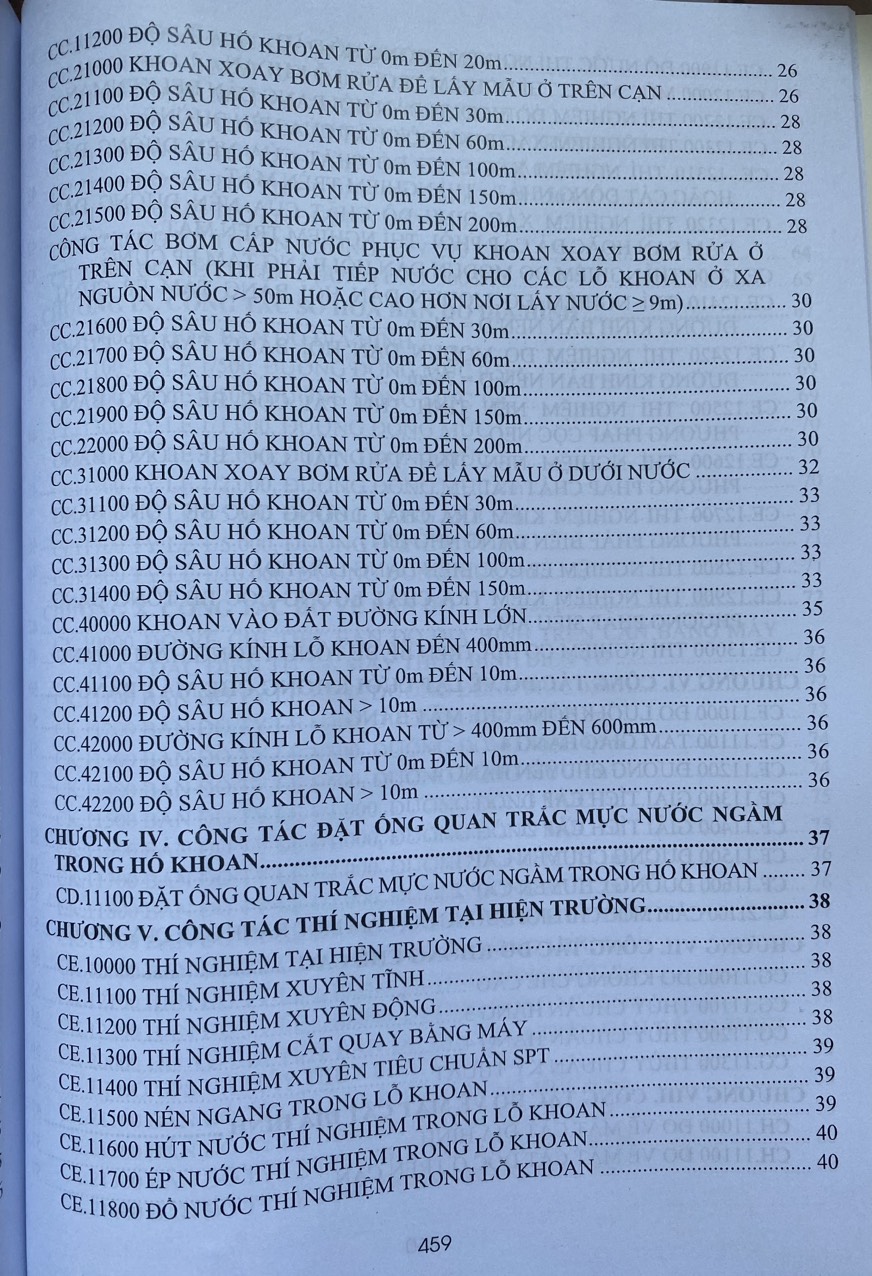 CC.11200 ĐỘ SÂU HỐ KHOAN TỪ 0m ĐẾN 20m ... 26
CC.21000 KHOAN XOAY BƠM RỬA ĐỂ LẤY MẪU Ở TRÊN CẠN ... 26
CC.21100 ĐỘ SÂU HỐ KHOAN TỪ 0m ĐẾN 30m ... 28
CC.21200 ĐỘ SÂU HỐ KHOAN TỪ 0m ĐẾN 60m ... 28
CC.21300 ĐỘ SÂU HỐ KHOAN TỪ 0m ĐẾN 100m ... 28
CC.21400 ĐỘ SÂU HỐ KHOAN TỪ 0m ĐẾN 150m ... 28
CC.21500 ĐỘ SÂU HỐ KHOAN TỪ 0m ĐẾN 200m ... 28
CÔNG TÁC BƠM CẤP NƯỚC PHỤC VỤ KHOAN XOAY BƠM RỬA Ở
TRÊN CẠN (KHI PHẢI TIẾP NƯỚC CHO CÁC LỖ KHOAN Ở XA
NGUỒN NƯỚC > 50m HOẶC CAO HƠN NƠI LẤY NƯỚC ≥ 9m) ... 30
CC.21600 ĐỘ SÂU HỐ KHOAN TỪ 0m ĐẾN 30m ... 30
CC.21700 ĐỘ SÂU HỐ KHOAN TỪ 0m ĐẾN 60m ... 30
CC.21800 ĐỘ SÂU HỐ KHOAN TỪ 0m ĐẾN 100m ... 30
CC.21900 ĐỘ SÂU HỐ KHOAN TỪ 0m ĐẾN 150m ... 30
CC.22000 ĐỘ SÂU HỐ KHOAN TỪ 0m ĐẾN 200m ... 30
CC.31000 KHOAN XOAY BƠM RỬA ĐỂ LẤY MẪU Ở DƯỚI NƯỚC ... 32
CC.31100 ĐỘ SÂU HỐ KHOAN TỪ 0m ĐẾN 30m ... 33
CC.31200 ĐỘ SÂU HỐ KHOAN TỪ 0m ĐẾN 60m ... 33
CC.31300 ĐỘ SÂU HỐ KHOAN TỪ 0m ĐẾN 100m ... 33
CC.31400 ĐỘ SÂU HỐ KHOAN TỪ 0m ĐẾN 150m ... 33
CC.40000 KHOAN VÀO ĐẤT ĐƯỜNG KÍNH LỚN ... 35
CC.41000 ĐƯỜNG KÍNH LỖ KHOAN ĐẾN 400mm ... 36
CC.41100 ĐỘ SÂU HỐ KHOAN TỪ 0m ĐẾN 10m ... 36
CC.41200 ĐỘ SÂU HỐ KHOAN > 10m ... 36
CC.42000 ĐƯỜNG KÍNH LỖ KHOAN TỪ > 400mm ĐẾN 600mm ... 36
CC.42100 ĐỘ SÂU HỐ KHOAN TỪ 0m ĐẾN 10m ... 36
CC.42200 ĐỘ SÂU HỐ KHOAN > 10m ... 36
CHƯƠNG IV. CÔNG TÁC ĐẶT ỐNG QUAN TRẮC MỰC NƯỚC NGẦM
TRONG HỐ KHOAN ... 37
CD.11100 ĐẶT ỐNG QUAN TRẮC MỰC NƯỚC NGẦM TRONG HỐ KHOAN ... 37
CHƯƠNG V. CÔNG TÁC THÍ NGHIỆM TẠI HIỆN TRƯỜNG ... 38
CE.10000 THÍ NGHIỆM TẠI HIỆN TRƯỜNG ... 38
CE.11100 THÍ NGHIỆM XUYÊN TĨNH ... 38
CE.11200 THÍ NGHIỆM XUYÊN ĐỘNG ... 38
CE.11300 THÍ NGHIỆM CẮT QUAY BẰNG MÁY ... 38
CE.11400 THÍ NGHIỆM XUYÊN TIÊU CHUẨN SPT ... 39
CE.11500 NÉN NGANG TRONG LỖ KHOAN ... 39
CE.11600 HÚT NƯỚC THÍ NGHIỆM TRONG LỖ KHOAN ... 39
CE.11700 ÉP NƯỚC THÍ NGHIỆM TRONG LỖ KHOAN ... 40
CE.11800 ĐỔ NƯỚC THÍ NGHIỆM TRONG LỖ KHOAN ... 40
459